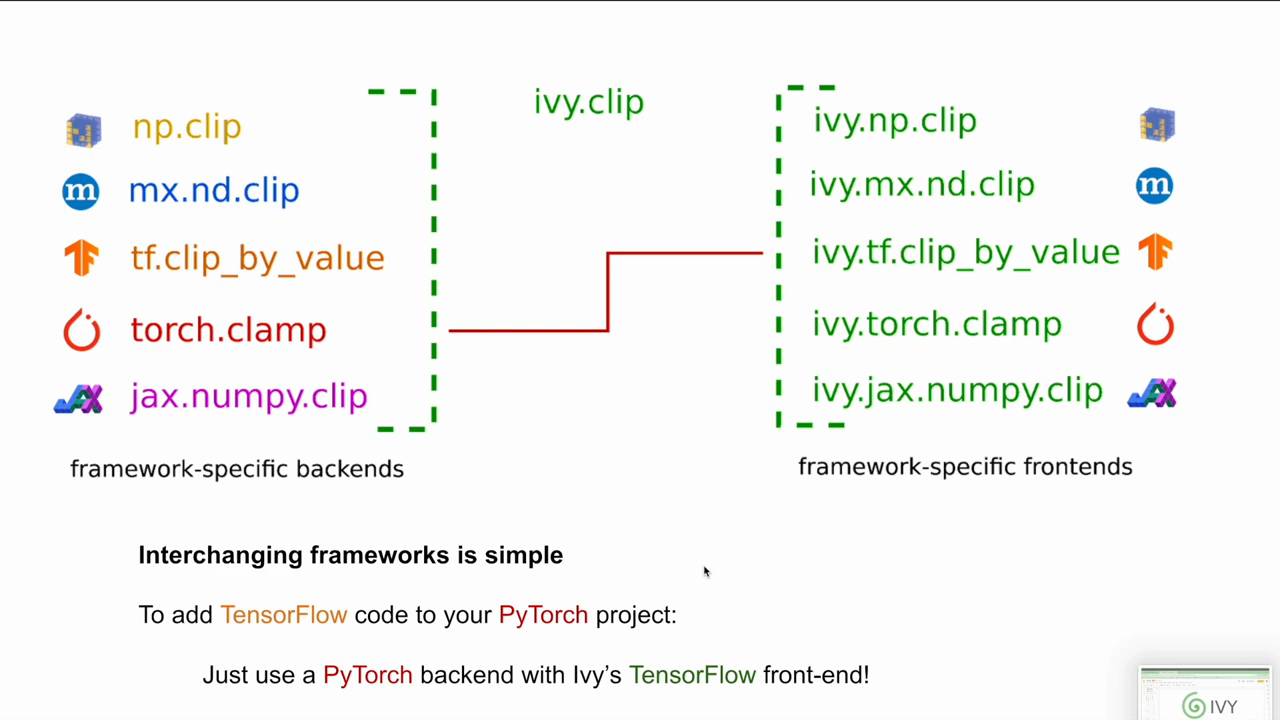 ivy.clip
np.clip
mx.nd.clip
tf.clip_by_value
torch.clamp
jax.numpy.clip
framework-specific backends
ivy.np.clip
ivy.mx.nd.clip
ivy.tf.clip_by_value
ivy.torch.clamp
ivy.jax.numpy.clip
framework-specific frontends
m
m
Interchanging frameworks is simple
To add TensorFlow code to your PyTorch project:
Just use a PyTorch backend with Ivy’s TensorFlow front-end!
IVY